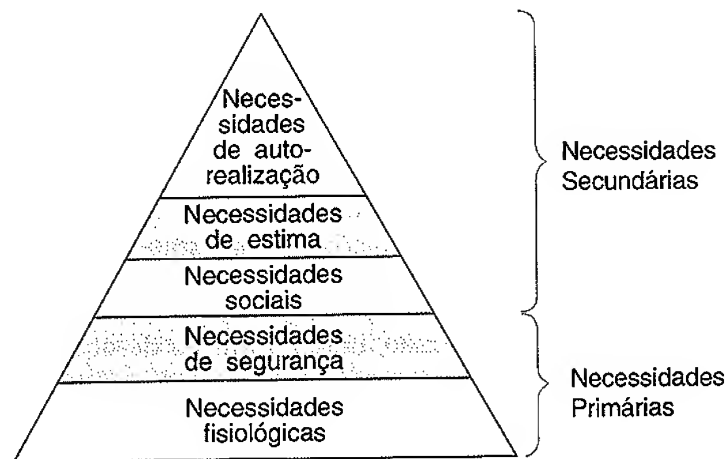 Neces-
sidades
de auto-
realização
Necessidades
de estima
Necessidades
sociais
Necessidades
de segurança
Necessidades
fisiológicas
Necessidades
Secundárias
Necessidades
Primárias